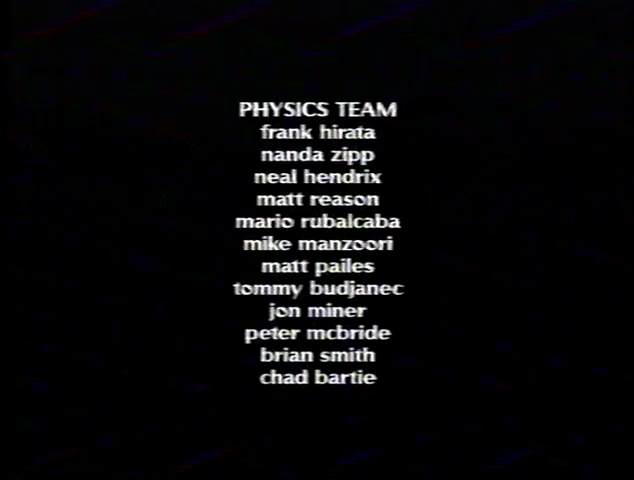 PHYSICS TEAM
frank hirata
nanda zipp
neal hendrix
matt reason
mario rubalcaba
mike manzoori
matt pailes
tommy budjanec
jon miner
peter mcbride
brian smith
chad bartie